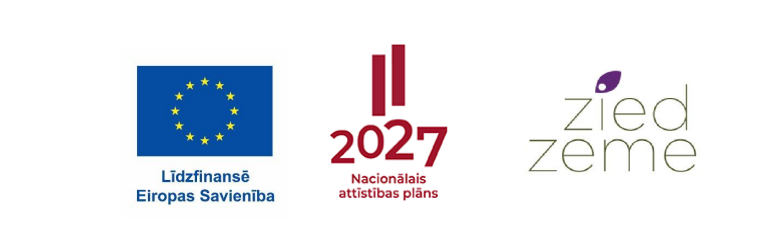 Līdzfinansē
Eiropas Savienība
2027
Nacionālais
attīstības plāns
zied
zeme